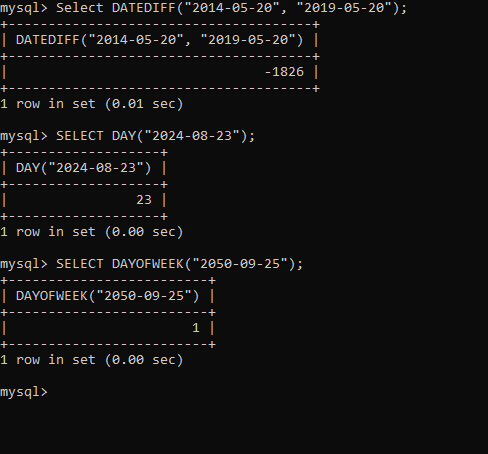 mysql> Select DATEDIFF("2014-05-20", "2019-05-20");
+--------------------------------------+
| DATEDIFF("2014-05-20", "2019-05-20") |
+--------------------------------------+
|                                -1826 |
+--------------------------------------+
1 row in set (0.01 sec)

mysql> SELECT DAY("2024-08-23");
+-------------------+
| DAY("2024-08-23") |
+-------------------+
|                23 |
+-------------------+
1 row in set (0.00 sec)

mysql> SELECT DAYOFWEEK("2050-09-25");
+-------------------------+
| DAYOFWEEK("2050-09-25") |
+-------------------------+
|                       1 |
+-------------------------+
1 row in set (0.00 sec)

mysql>